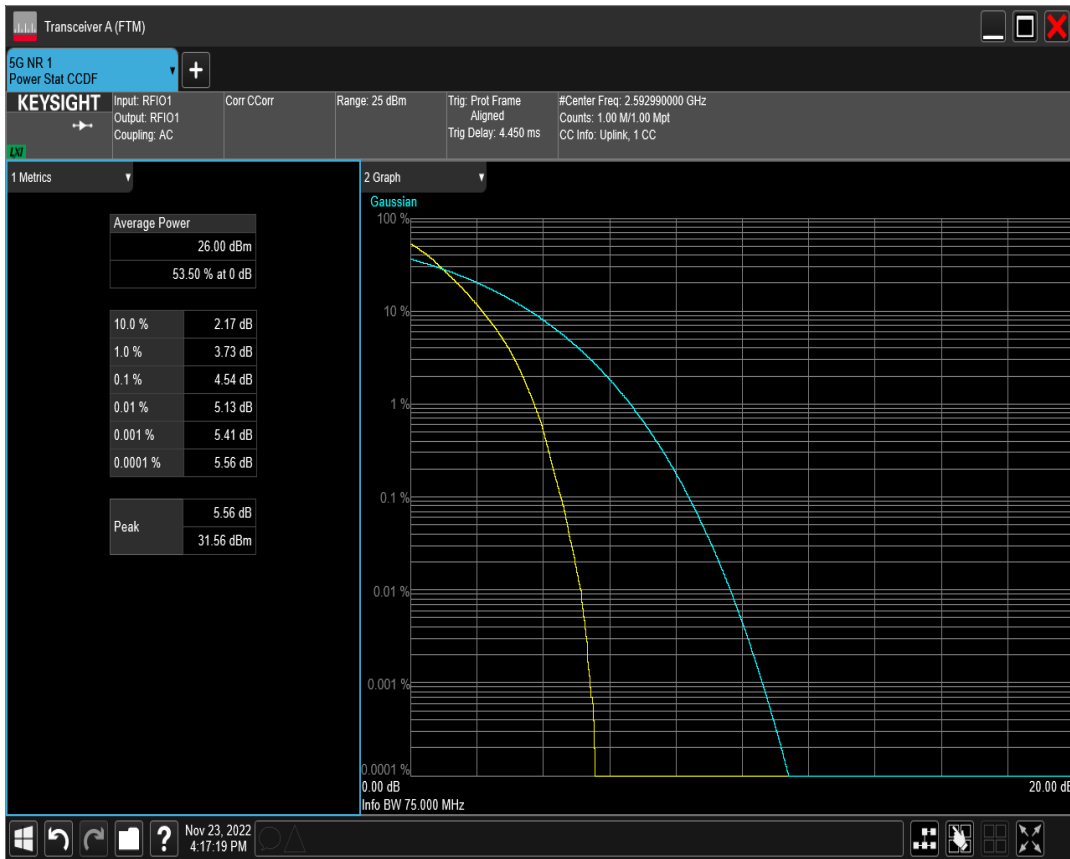 Transceiver A (FTM)
5G NR 1
Power Stat CCDF
+
KEYSIGHT
LXI
Input: RFIO1
Output: RFIO1
Coupling: AC
Corr CCorr
Range: 25 dBm
Trig: Prot Frame
Aligned
Trig Delay: 4.450 ms
#Center Freq: 2.592990000 GHz
Counts: 1.00 M/1.00 Mpt
CC Info: Uplink, 1 CC
1 Metrics
Average Power
26.00 dBm
53.50 % at 0 dB
10.0 % 2.17 dB
1.0 % 3.73 dB
0.1 % 4.54 dB
0.01 % 5.13 dB
0.001 % 5.41 dB
0.0001 % 5.56 dB
Peak 5.56 dB
31.56 dBm
2 Graph
Gaussian
100 %
10 %
1 %
0.1 %
0.01 %
0.001 %
0.0001 %
0.00 dB 20.00 dB
Info BW 75.000 MHz
?
Nov 23, 2022
4:17:19 PM